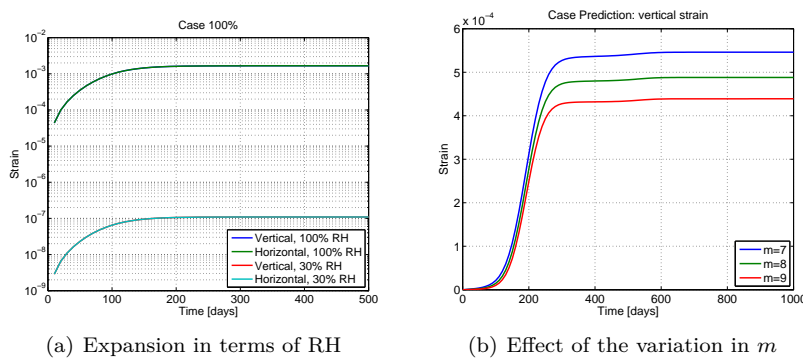 Case 100%
10⁻²
10⁻³
10⁻⁴
10⁻⁵
10⁻⁶
10⁻⁷
10⁻⁸
10⁻⁹
Strain
0 100 200 300 400 500
Time [days]
Vertical, 100% RH
Horizontal, 100% RH
Vertical, 30% RH
Horizontal, 30% RH
(a) Expansion in terms of RH
Case Prediction: vertical strain
x 10⁻⁴
6
5
4
3
2
1
0
Strain
0 200 400 600 800 1000
Time [days]
m=7
m=8
m=9
(b) Effect of the variation in m